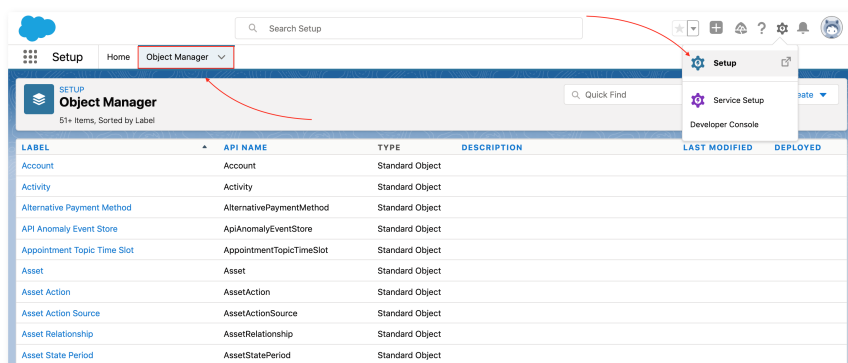 Search Setup
Setup Home Object Manager
Setup
SETUP
Object Manager
51+ Items, Sorted by Label
Quick Find
Service Setup
Developer Console
LABEL API NAME TYPE DESCRIPTION LAST MODIFIED DEPLOYED
Account Account Standard Object
Activity Activity Standard Object
Alternative Payment Method AlternativePaymentMethod Standard Object
API Anomaly Event Store ApiAnomalyEventStore Standard Object
Appointment Topic Time Slot AppointmentTopicTimeSlot Standard Object
Asset Asset Standard Object
Asset Action AssetAction Standard Object
Asset Action Source AssetActionSource Standard Object
Asset Relationship AssetRelationship Standard Object
Asset State Period AssetStatePeriod Standard Object